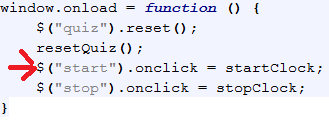 window.onload = function () {
    $("quiz").reset();
    resetQuiz();
    $("start").onclick = startClock;
    $("stop").onclick = stopClock;
}